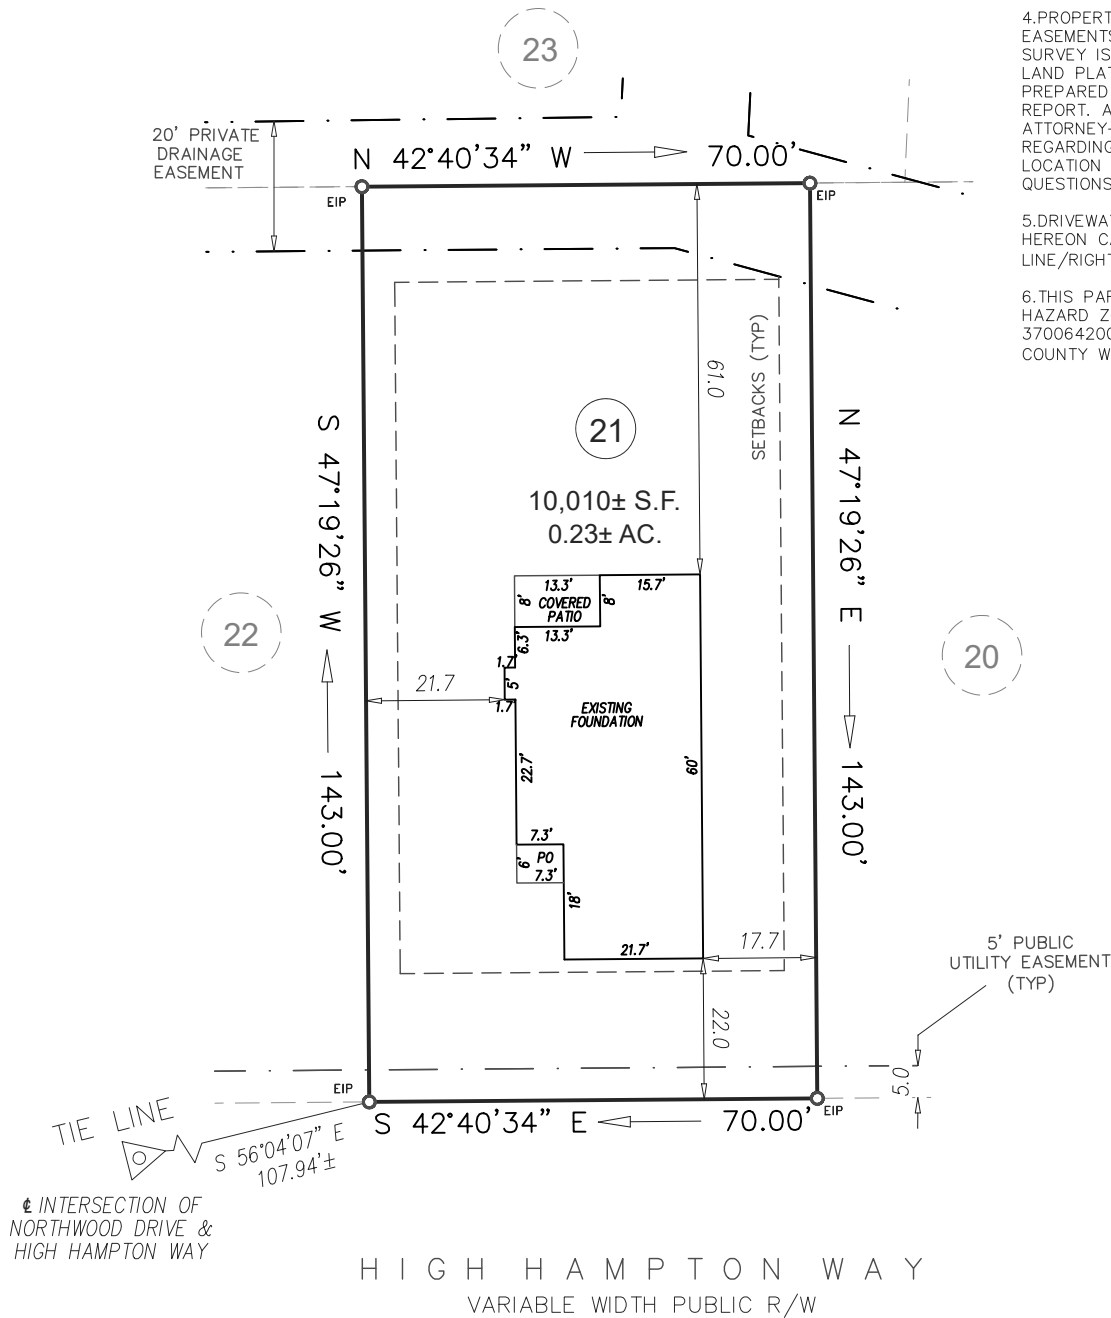 23
4.PROPERT
EASEMENTS
SURVEY IS
LAND PLAT
PREPARED
REPORT. A
ATTORNEY-
REGARDING
LOCATION
QUESTIONS
5.DRIVEWA
HEREON CA
LINE/RIGHT
6.THIS PAR
HAZARD Z
370064200
COUNTY W
20' PRIVATE
DRAINAGE
EASEMENT
N 42°40'34" W 70.00'
EIP
EIP
SETBACKS (TYP)
61.0
21
10,010± S.F.
0.23± AC.
S 47°19'26" W 143.00'
N 47°19'26" E 143.00'
22
20
13.3'
15.7'
8'
COVERED
PATIO
8'
13.3'
6.3'
1.7'
5'
1.7'
21.7
EXISTING
FOUNDATION
22.7'
60'
7.3'
6'
PO
7.3'
18'
21.7'
17.7
22.0
5' PUBLIC
UTILITY EASEMENT
(TYP)
5.0
EIP
EIP
S 42°40'34" E 70.00'
TIE LINE
S 56°04'07" E
107.94'±
℄ INTERSECTION OF
NORTHWOOD DRIVE &
HIGH HAMPTON WAY
HIGH HAMPTON WAY
VARIABLE WIDTH PUBLIC R/W